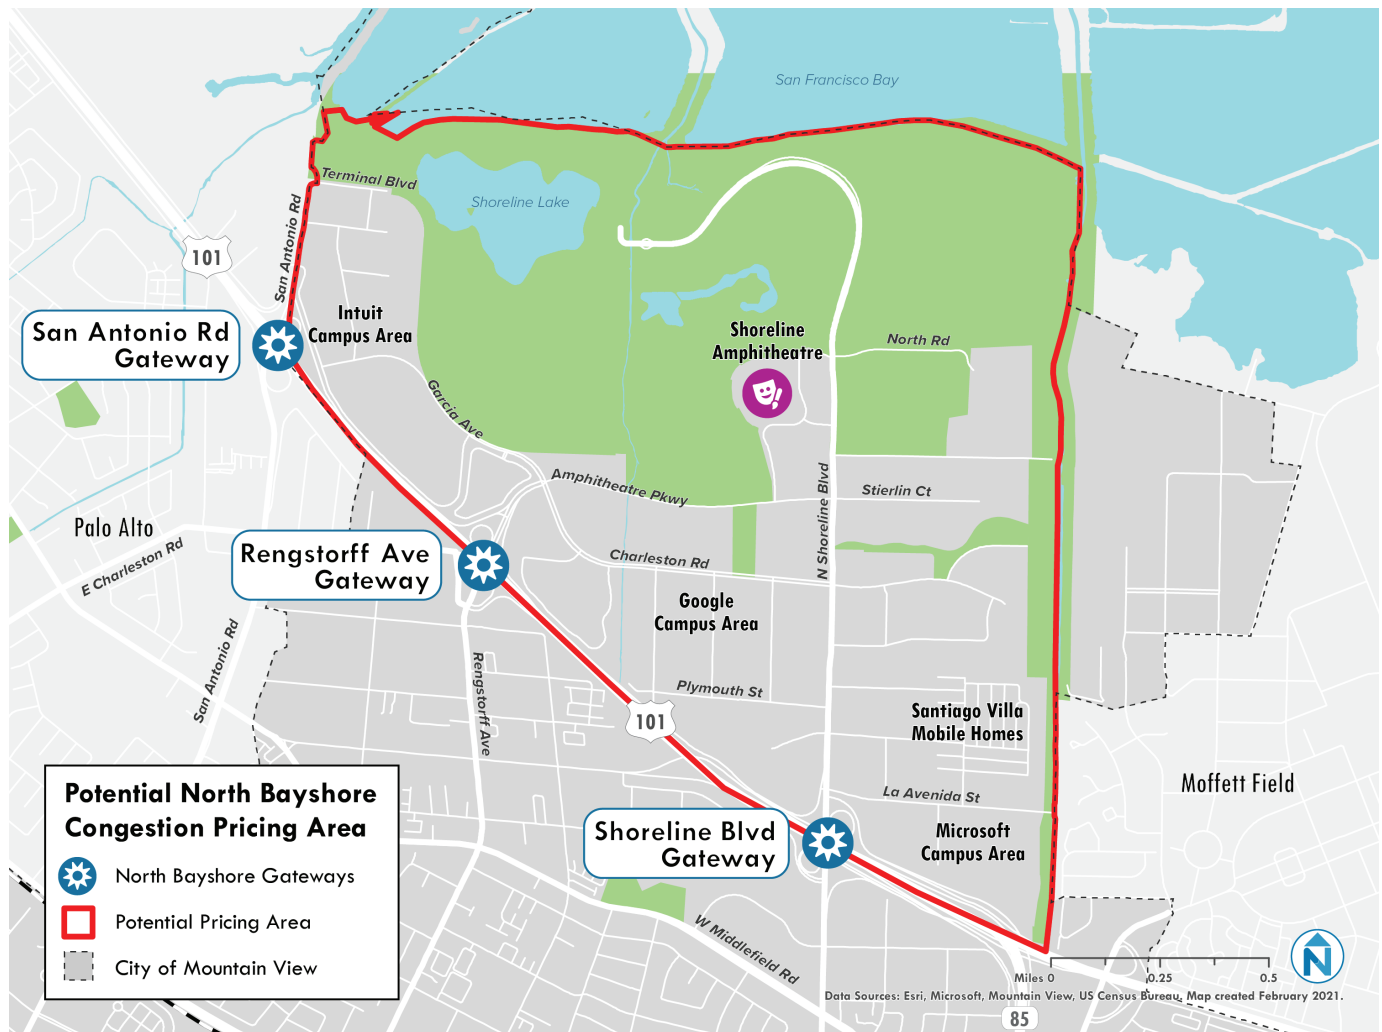 San Francisco Bay
Terminal Blvd
Shoreline Lake
San Antonio Rd
101
San Antonio Rd
Gateway
Intuit
Campus Area
Shoreline
Amphitheatre
North Rd
Garcia Ave
Amphitheatre Pkwy
Stierlin Ct
N Shoreline Blvd
Palo Alto
E Charleston Rd
Rengstorff Ave
Gateway
Charleston Rd
Google
Campus Area
San Antonio Rd
Rengstorff Ave
Plymouth St
101
Santiago Villa
Mobile Homes
Moffett Field
La Avenida St
Shoreline Blvd
Gateway
Microsoft
Campus Area
W Middlefield Rd
Potential North Bayshore
Congestion Pricing Area
North Bayshore Gateways
Potential Pricing Area
City of Mountain View
N
Miles 0 0.25 0.5
Data Sources: Esri, Microsoft, Mountain View, US Census Bureau. Map created February 2021.
85